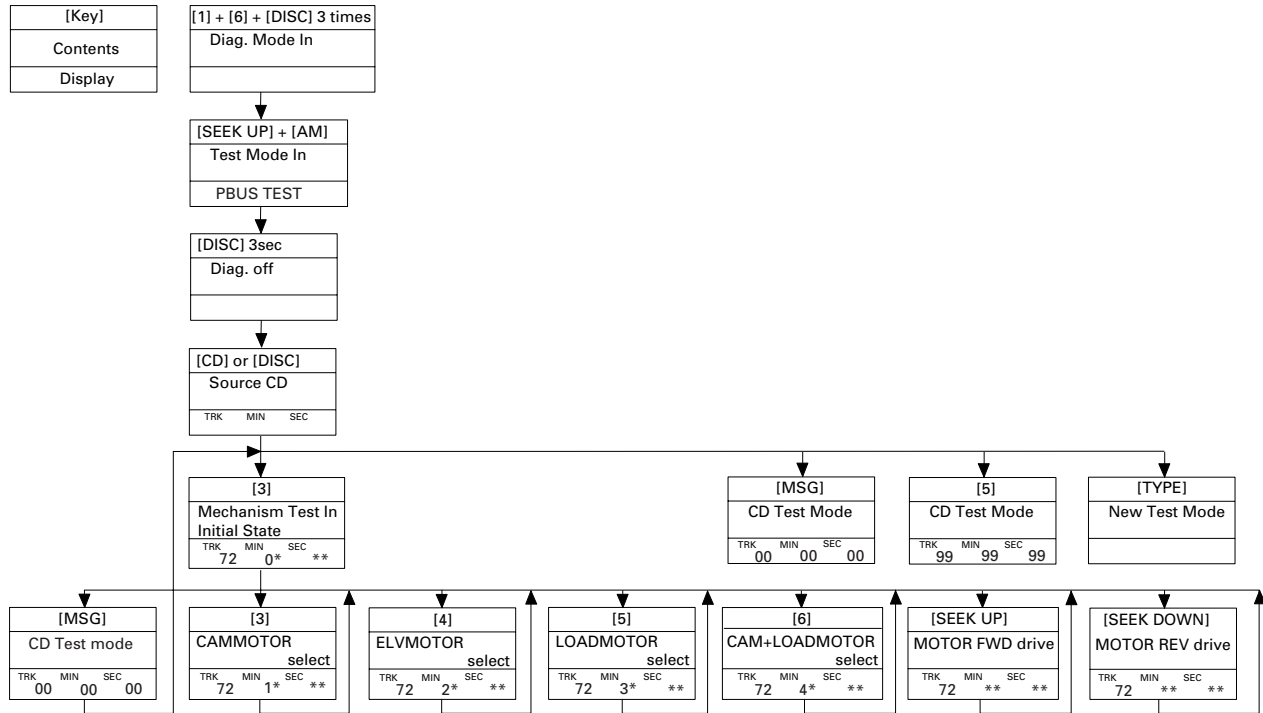 [Key]
Contents
Display
[1] + [6] + [DISC] 3 times
Diag. Mode In
[SEEK UP] + [AM]
Test Mode In
PBUS TEST
[DISC] 3sec
Diag. off
[CD] or [DISC]
Source CD
TRK MIN SEC
[3]
Mechanism Test In
Initial State
TRK MIN SEC
72 0* **
[MSG]
CD Test Mode
TRK MIN SEC
00 00 00
[5]
CD Test Mode
TRK MIN SEC
99 99 99
[TYPE]
New Test Mode
[MSG]
CD Test mode
TRK MIN SEC
00 00 00
[3]
CAMMOTOR
select
TRK MIN SEC
72 1* **
[4]
ELVMOTOR
select
TRK MIN SEC
72 2* **
[5]
LOADMOTOR
select
TRK MIN SEC
72 3* **
[6]
CAM+LOADMOTOR
select
TRK MIN SEC
72 4* **
[SEEK UP]
MOTOR FWD drive
TRK MIN SEC
72 ** **
[SEEK DOWN]
MOTOR REV drive
TRK MIN SEC
72 ** **